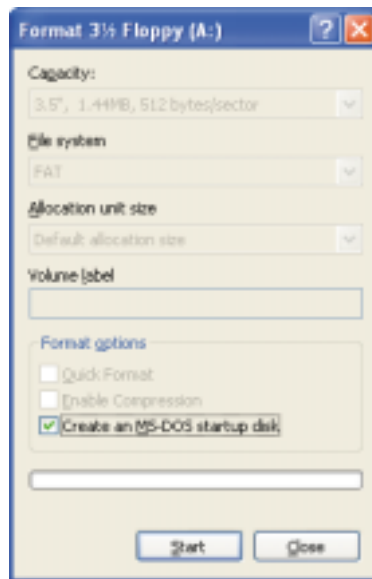 Format 3½ Floppy (A:)
Capacity:
3.5", 1.44MB, 512 bytes/sector
File system
FAT
Allocation unit size
Default allocation size
Volume label
Format options
Quick Format
Enable Compression
Create an MS-DOS startup disk
Start
Close